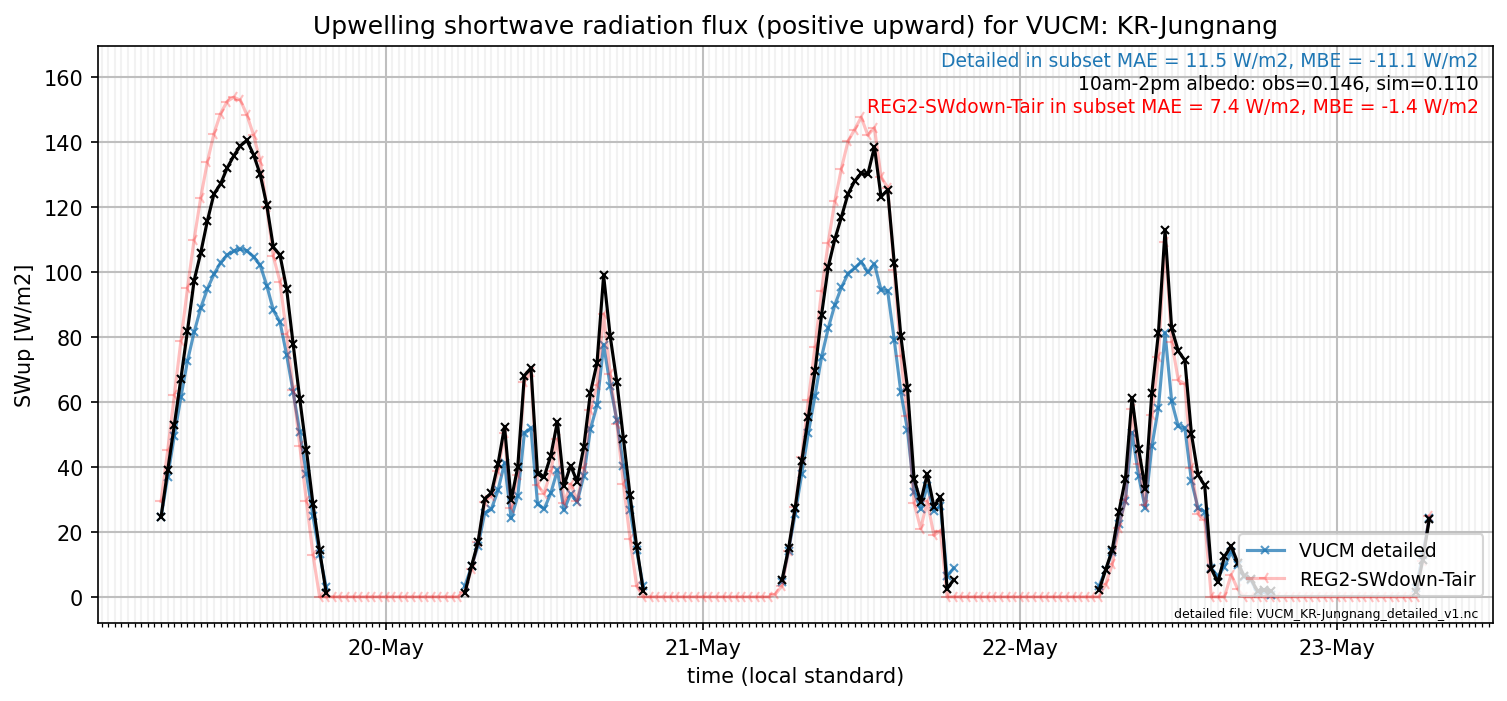 Upwelling shortwave radiation flux (positive upward) for VUCM: KR-Jungnang
Detailed in subset MAE = 11.5 W/m2, MBE = -11.1 W/m2
10am-2pm albedo: obs=0.146, sim=0.110
REG2-SWdown-Tair in subset MAE = 7.4 W/m2, MBE = -1.4 W/m2
SWup [W/m2]
160
140
120
100
80
60
40
20
0
VUCM detailed
REG2-SWdown-Tair
detailed file: VUCM_KR-Jungnang_detailed_v1.nc
20-May 21-May 22-May 23-May
time (local standard)